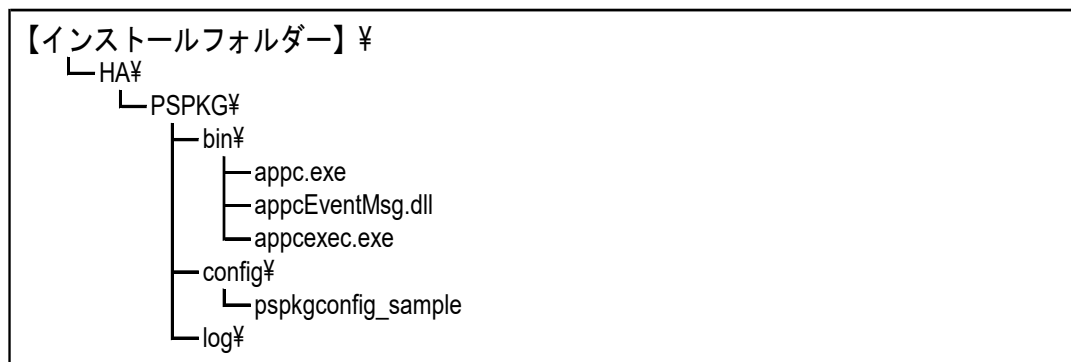 【インストールフォルダー】¥
HA¥
PSPKG¥
bin¥
appc.exe
appcEventMsg.dll
appcexec.exe
config¥
pspkgconfig_sample
log¥